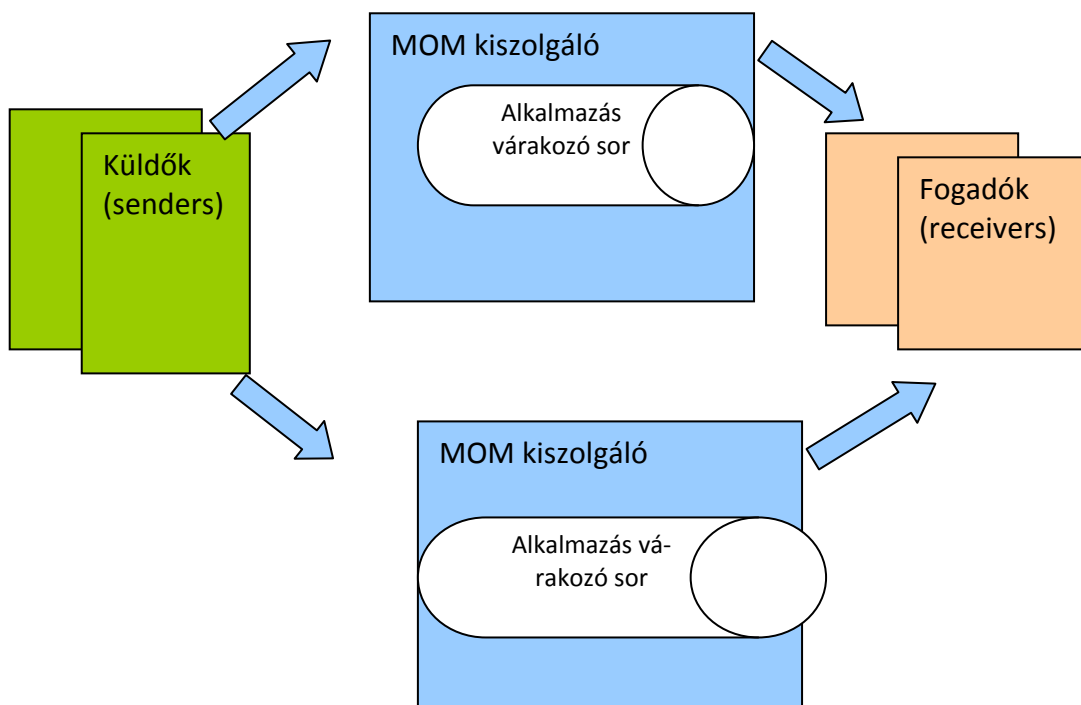 MOM kiszolgáló
Alkalmazás
várakozó sor
Küldők
(senders)
Fogadók
(receivers)
MOM kiszolgáló
Alkalmazás vá-
rakozó sor